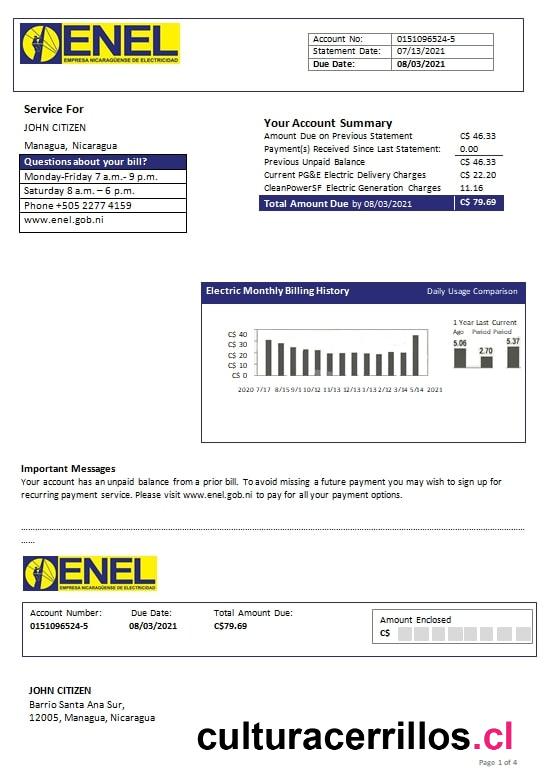 ENEL
EMPRESA NICARAGÜENSE DE ELECTRICIDAD
Account No: 0151096524-5
Statement Date: 07/13/2021
Due Date: 08/03/2021
Service For
JOHN CITIZEN
Managua, Nicaragua
Questions about your bill?
Monday-Friday 7 a.m.- 9 p.m.
Saturday 8 a.m. – 6 p.m.
Phone +505 2277 4159
www.enel.gob.ni
Your Account Summary
Amount Due on Previous Statement C$ 46.33
Payment(s) Received Since Last Statement: 0.00
Previous Unpaid Balance C$ 46.33
Current PG&E Electric Delivery Charges C$ 22.20
CleanPowerSF Electric Generation Charges 11.16
Total Amount Due by 08/03/2021 C$ 79.69
Electric Monthly Billing History Daily Usage Comparison
1 Year Last Current
Ago Period Period
5.06 2.70 5.37
C$ 40
C$ 30
C$ 20
C$ 10
C$ 0
2020 7/17 8/15 9/1 10/12 11/13 12/13 1/13 2/12 3/14 5/14 2021
Important Messages
Your account has an unpaid balance from a prior bill. To avoid missing a future payment you may wish to sign up for
recurring payment service. Please visit www.enel.gob.ni to pay for all your payment options.
ENEL
EMPRESA NICARAGÜENSE DE ELECTRICIDAD
Account Number: Due Date: Total Amount Due:
0151096524-5 08/03/2021 C$79.69
Amount Enclosed
C$
JOHN CITIZEN
Barrio Santa Ana Sur,
12005, Managua, Nicaragua
culturacerrillos.cl
Page 1 of 4